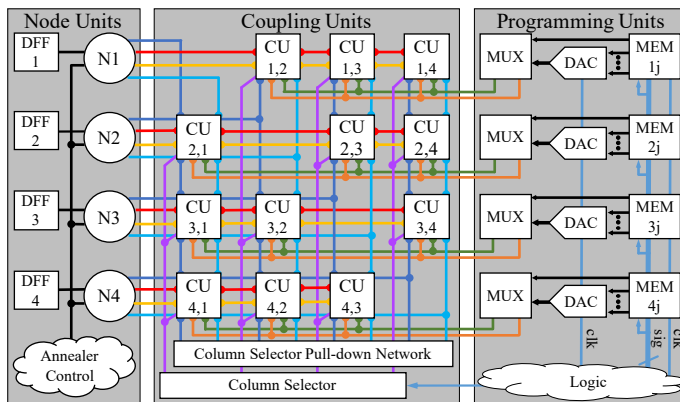 Node Units
Coupling Units
Programming Units
DFF
1
N1
CU
1,2
CU
1,3
CU
1,4
MUX
DAC
MEM
1j
DFF
2
N2
CU
2,1
CU
2,3
CU
2,4
MUX
DAC
MEM
2j
DFF
3
N3
CU
3,1
CU
3,2
CU
3,4
MUX
DAC
MEM
3j
DFF
4
N4
CU
4,1
CU
4,2
CU
4,3
MUX
DAC
MEM
4j
clk
sig
clk
Annealer
Control
Column Selector Pull-down Network
Column Selector
Logic